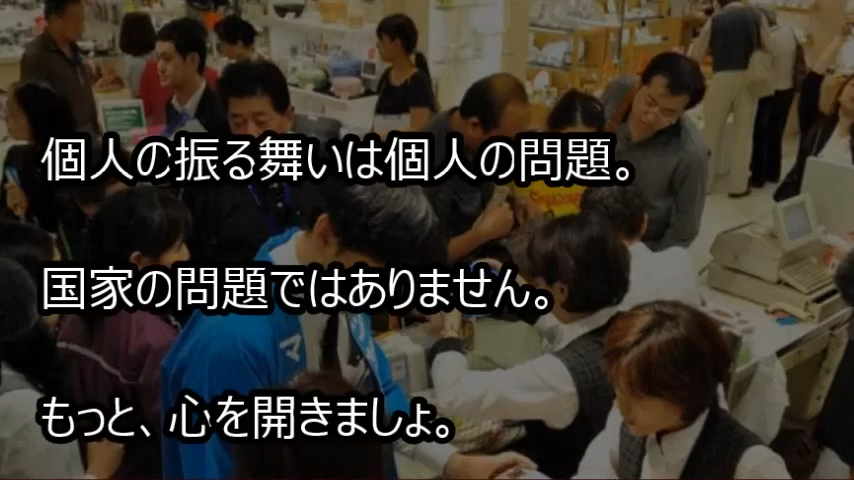 個人の振る舞いは個人の問題。
国家の問題ではありません。
もっと、心を開きましょ。